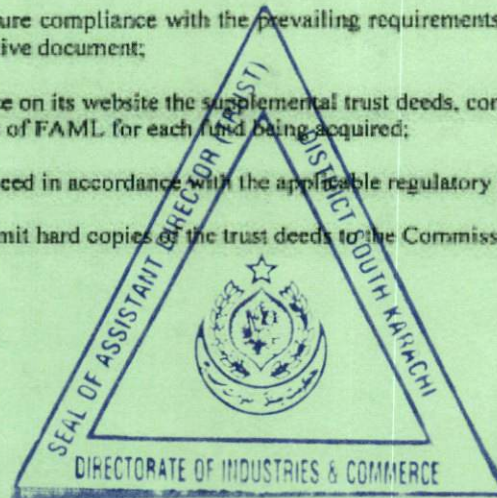 ure compliance with the prevailing requirements
ive document;
e on its website the supplemental trust deeds, con
of FAML for each fund being acquired;
eed in accordance with the applicable regulatory
mit hard copies of the trust deeds to the Commiss
SEAL OF ASSISTANT DIRECTOR (TRUST)
DISTRICT SOUTH KARACHI
DIRECTORATE OF INDUSTRIES & COMMERCE